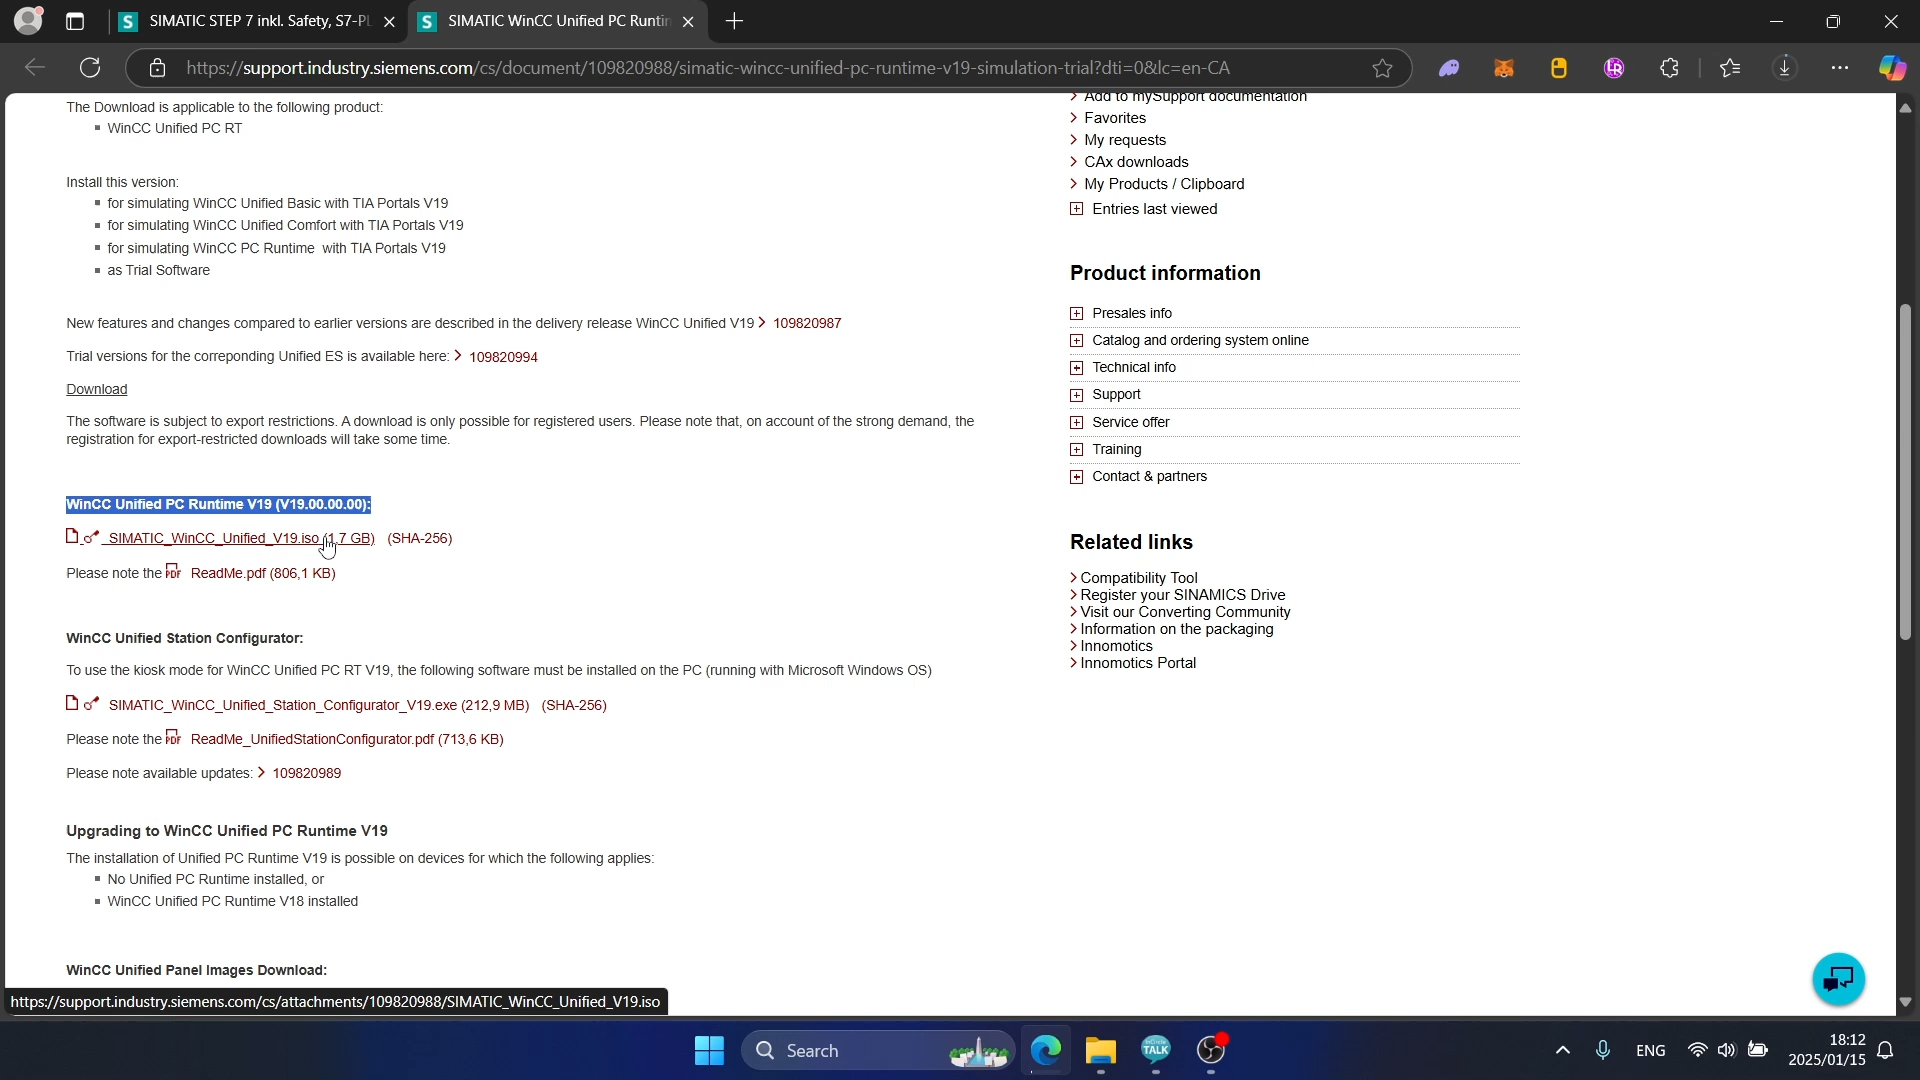 SIMATIC STEP 7 inkl. Safety, S7-PL
SIMATIC WinCC Unified PC Runtin
https://support.industry.siemens.com/cs/document/109820988/simatic-wincc-unified-pc-runtime-v19-simulation-trial?dti=0&lc=en-CA
The Download is applicable to the following product:
WinCC Unified PC RT
Install this version:
for simulating WinCC Unified Basic with TIA Portals V19
for simulating WinCC Unified Comfort with TIA Portals V19
for simulating WinCC PC Runtime with TIA Portals V19
as Trial Software
New features and changes compared to earlier versions are described in the delivery release WinCC Unified V19 > 109820987
Trial versions for the correponding Unified ES is available here: > 109820994
Download
The software is subject to export restrictions. A download is only possible for registered users. Please note that, on account of the strong demand, the
registration for export-restricted downloads will take some time.
WinCC Unified PC Runtime V19 (V19.00.00.00):
SIMATIC_WinCC_Unified_V19.iso (1,7 GB) (SHA-256)
Please note the PDF ReadMe.pdf (806,1 KB)
WinCC Unified Station Configurator:
To use the kiosk mode for WinCC Unified PC RT V19, the following software must be installed on the PC (running with Microsoft Windows OS)
SIMATIC_WinCC_Unified_Station_Configurator_V19.exe (212,9 MB) (SHA-256)
Please note the PDF ReadMe_UnifiedStationConfigurator.pdf (713,6 KB)
Please note available updates: > 109820989
Upgrading to WinCC Unified PC Runtime V19
The installation of Unified PC Runtime V19 is possible on devices for which the following applies:
No Unified PC Runtime installed, or
WinCC Unified PC Runtime V18 installed
WinCC Unified Panel Images Download:
https://support.industry.siemens.com/cs/attachments/109820988/SIMATIC_WinCC_Unified_V19.iso
> Add to mySupport documentation
> Favorites
> My requests
> CAx downloads
> My Products / Clipboard
Entries last viewed
Product information
Presales info
Catalog and ordering system online
Technical info
Support
Service offer
Training
Contact & partners
Related links
> Compatibility Tool
> Register your SINAMICS Drive
> Visit our Converting Community
> Information on the packaging
> Innomotics
> Innomotics Portal
Search
TALK
ENG
18:12
2025/01/15